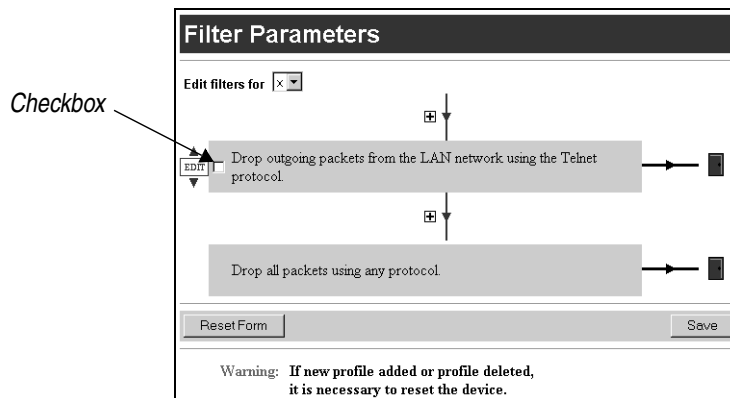 Filter Parameters
Edit filters for x
Checkbox
EDIT
Drop outgoing packets from the LAN network using the Telnet
protocol.
Drop all packets using any protocol.
Reset Form
Save
Warning: If new profile added or profile deleted,
it is necessary to reset the device.